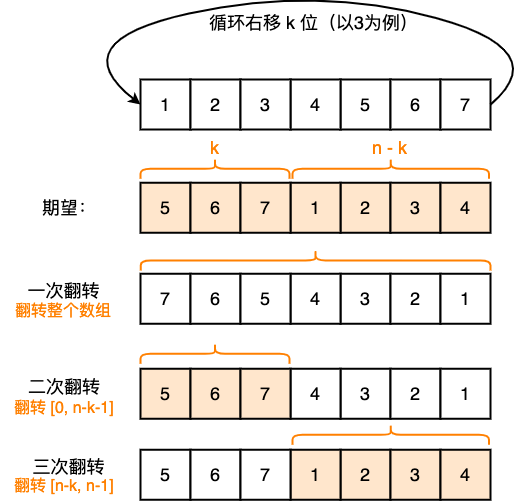 循环右移 k 位（以3为例）
1 2 3 4 5 6 7
k n - k
期望： 5 6 7 1 2 3 4
一次翻转
翻转整个数组
7 6 5 4 3 2 1
二次翻转
翻转 [0, n-k-1]
5 6 7 4 3 2 1
三次翻转
翻转 [n-k, n-1]
5 6 7 1 2 3 4